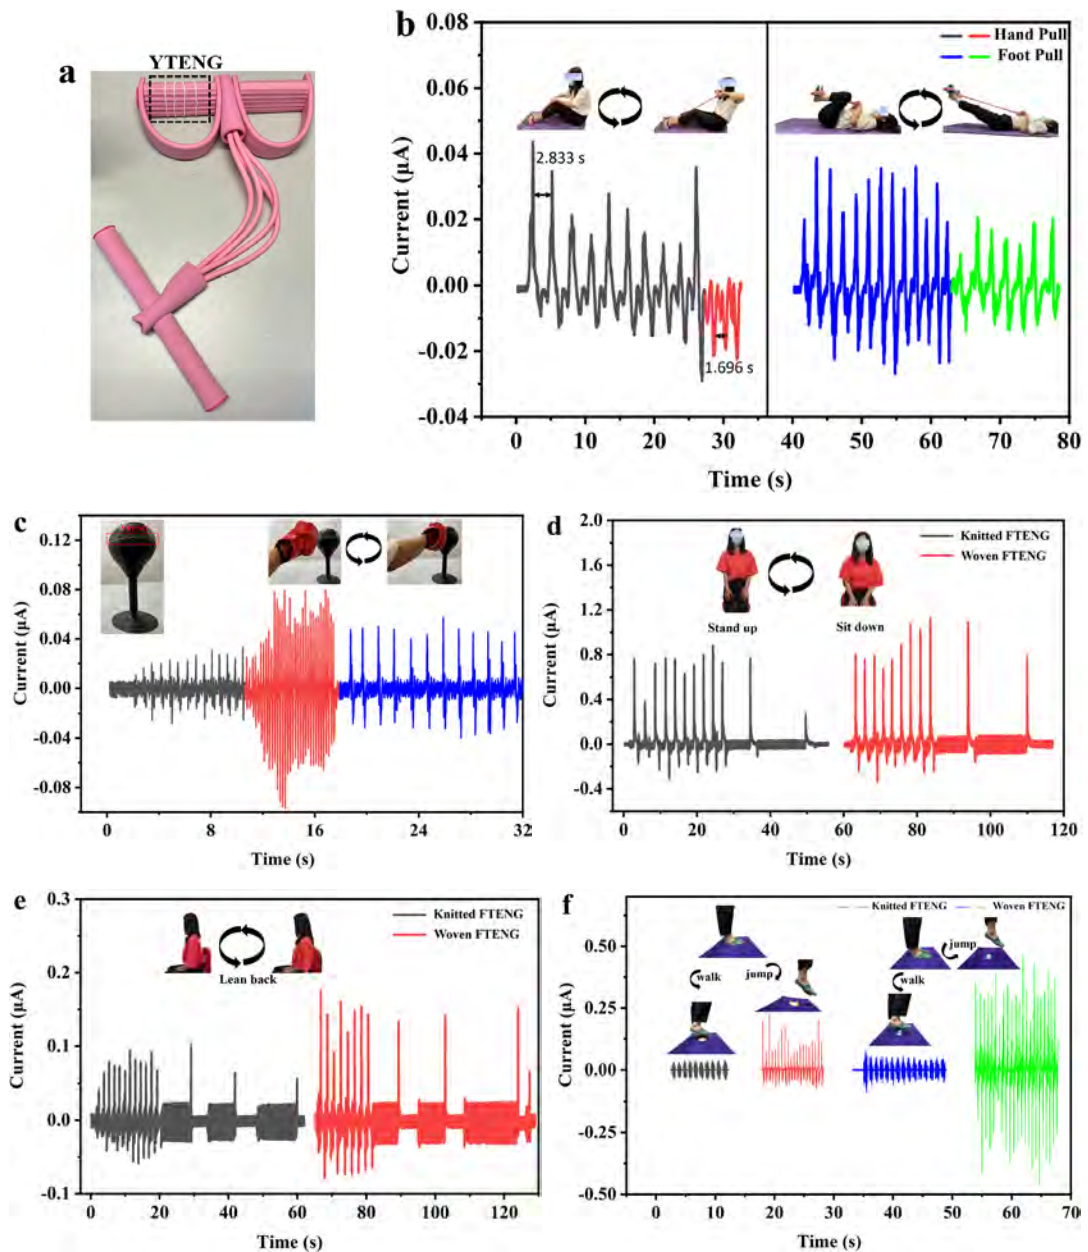 a
YTENG
b
Hand Pull
Foot Pull
2.833 s
1.696 s
0.08
0.06
0.04
0.02
0.00
-0.02
-0.04
Current (μA)
0 10 20 30 40 50 60 70 80
Time (s)
c
0.12
0.08
0.04
0.00
-0.04
-0.08
Current (μA)
0 8 16 24 32
Time (s)
d
Knitted FTENG
Woven FTENG
Stand up
Sit down
2.0
1.6
1.2
0.8
0.4
0.0
-0.4
Current (μA)
0 20 40 60 80 100 120
Time (s)
e
Knitted FTENG
Woven FTENG
Lean back
0.3
0.2
0.1
0.0
-0.1
Current (μA)
0 20 40 60 80 100 120
Time (s)
f
Knitted FTENG
Woven FTENG
walk
jump
walk
jump
0.50
0.25
0.00
-0.25
-0.50
Current (μA)
0 10 20 30 40 50 60 70
Time (s)